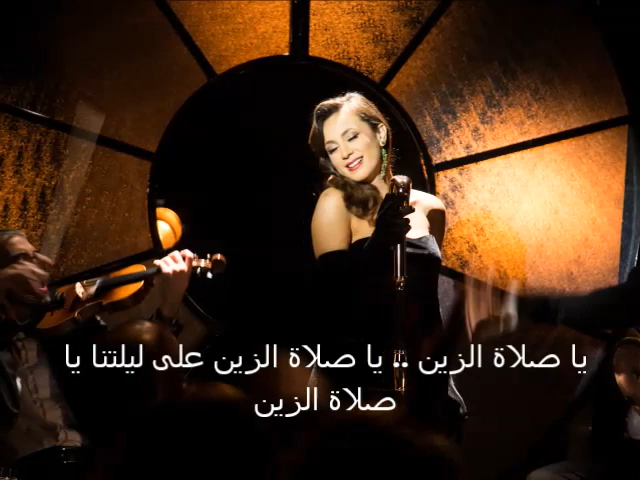 يا صلاة الزين .. يا صلاة الزين على ليلتنا يا
صلاة الزين